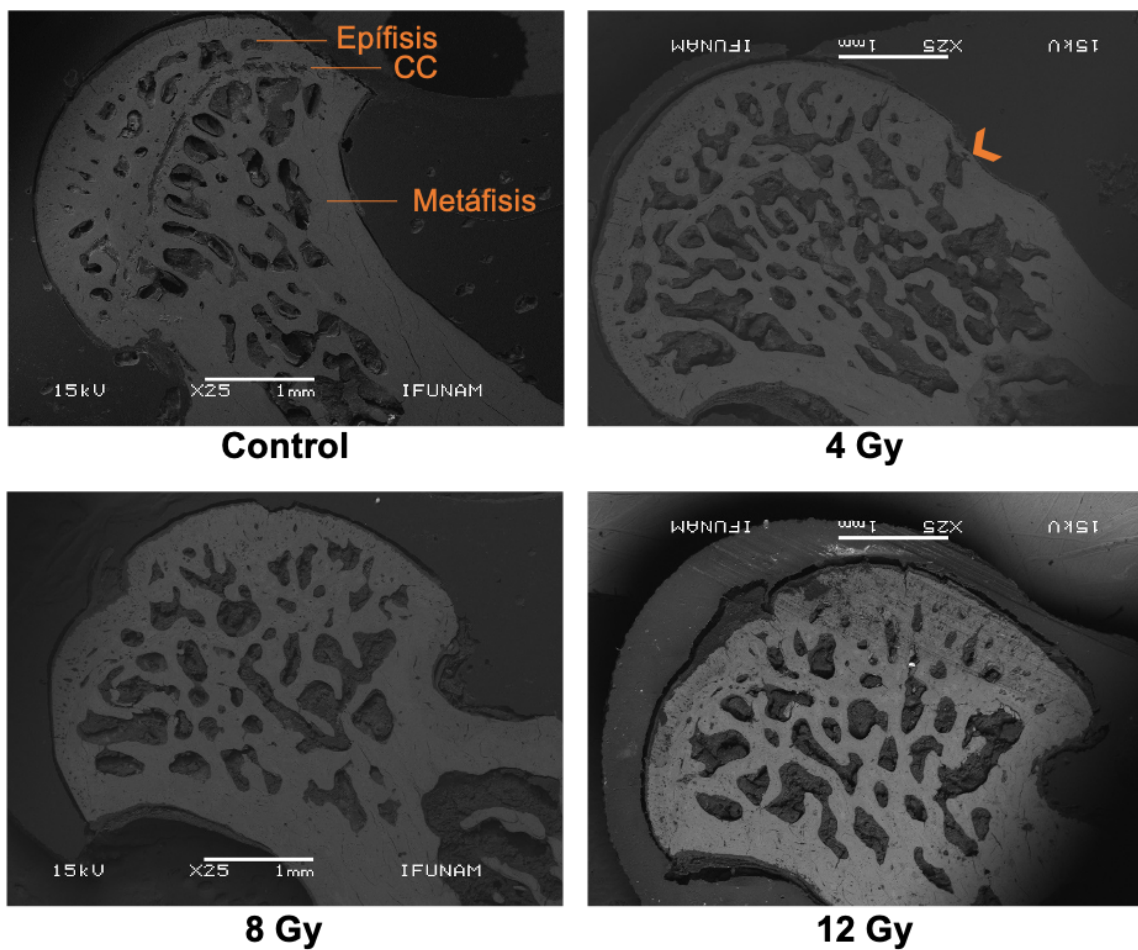 Epífisis
CC
Metáfisis
15kV X25 1mm IFUNAM
Control
15kV X25 1mm IFUNAM
4 Gy
15kV X25 1mm IFUNAM
8 Gy
15kV X25 1mm IFUNAM
12 Gy